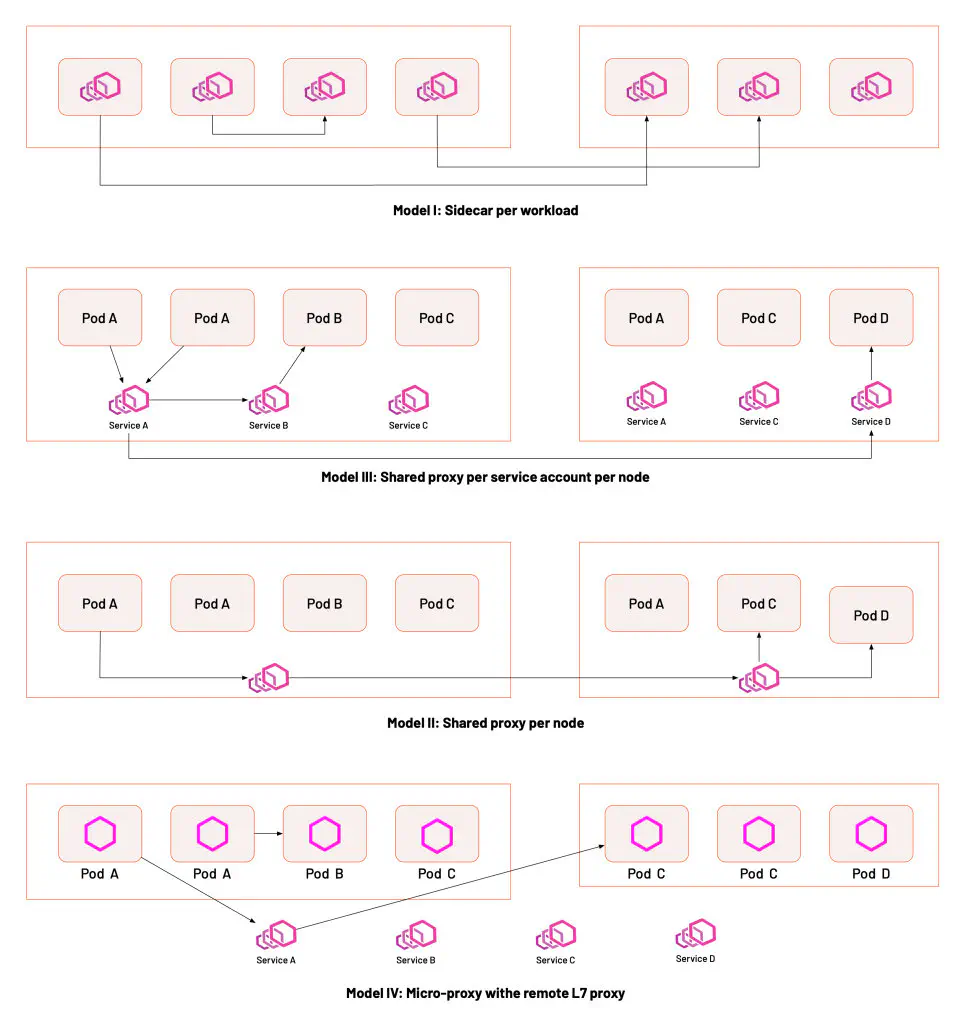 Model I: Sidecar per workload
Pod A
Pod A
Pod B
Pod C
Pod A
Pod C
Pod D
Service A
Service B
Service C
Service A
Service C
Service D
Model III: Shared proxy per service account per node
Pod A
Pod A
Pod B
Pod C
Pod A
Pod C
Pod D
Model II: Shared proxy per node
Pod A
Pod A
Pod B
Pod C
Pod C
Pod C
Pod D
Service A
Service B
Service C
Service D
Model IV: Micro-proxy withe remote L7 proxy